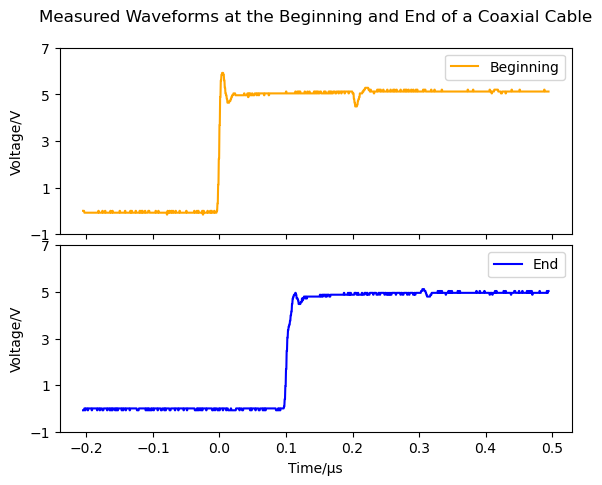 Measured Waveforms at the Beginning and End of a Coaxial Cable
7
5
3
1
−1
Voltage/V
Beginning
7
5
3
1
−1
Voltage/V
End
−0.2 −0.1 0.0 0.1 0.2 0.3 0.4 0.5
Time/μs